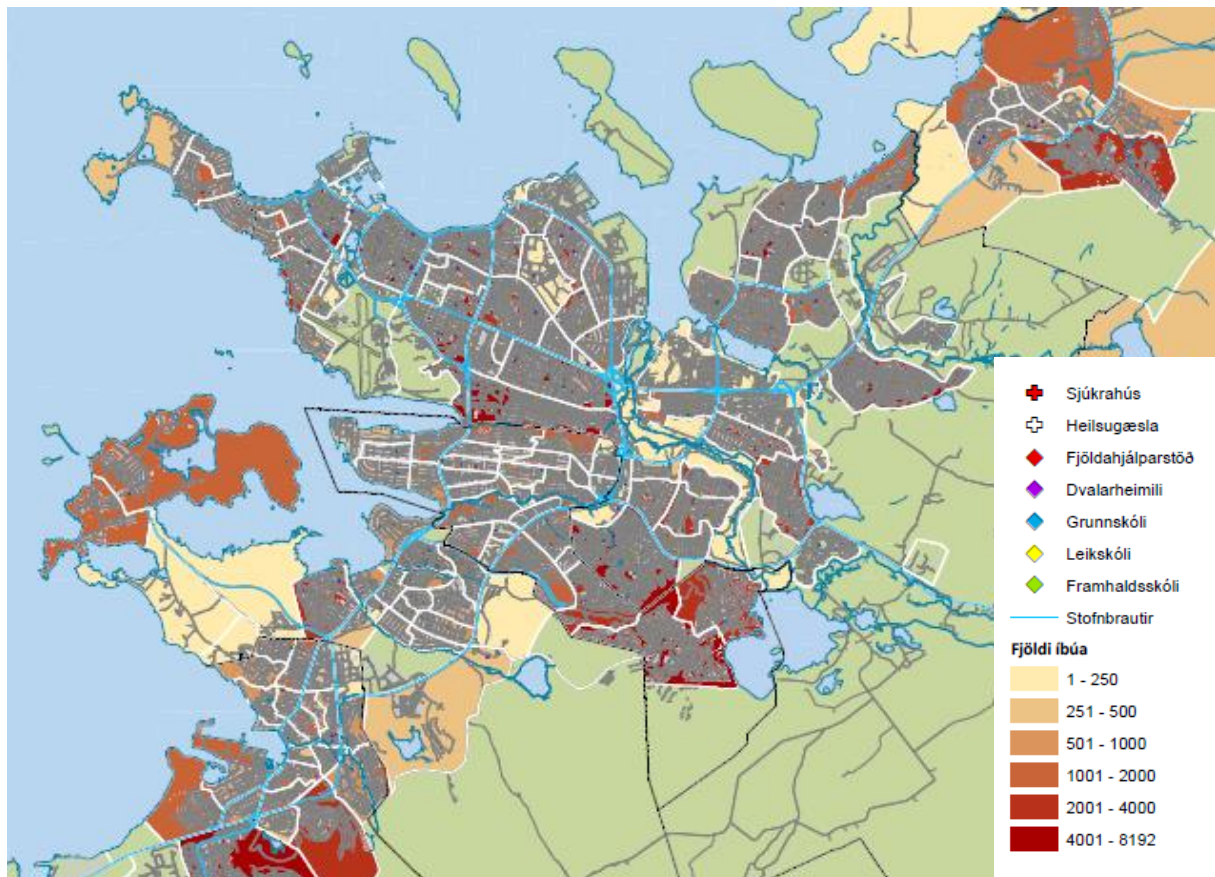 Sjúkrahús
Heilsugæsla
Fjöldahjálparstöð
Dvalarheimili
Grunnskóli
Leikskóli
Framhaldsskóli
Stofnbrautir
Fjöldi íbúa
1 - 250
251 - 500
501 - 1000
1001 - 2000
2001 - 4000
4001 - 8192